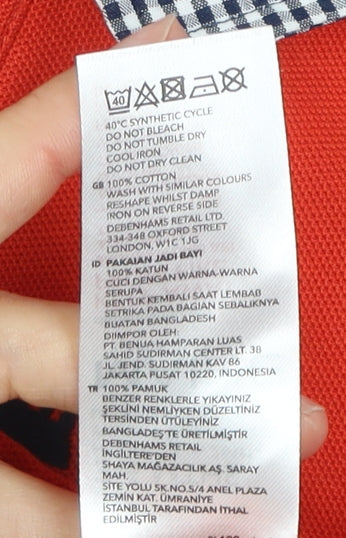 40
40°C SYNTHETIC CYCLE
DO NOT BLEACH
DO NOT TUMBLE DRY
COOL IRON
DO NOT DRY CLEAN
GB 100% COTTON
WASH WITH SIMILAR COLOURS
RESHAPE WHILST DAMP
IRON ON REVERSE SIDE
DEBENHAMS RETAIL LTD.
334-348 OXFORD STREET
LONDON, W1C 1JG
ID PAKAIAN JADI BAYI
100% KATUN
CUCI DENGAN WARNA-WARNA
SERUPA
BENTUK KEMBALI SAAT LEMBAB
SETRIKA PADA BAGIAN SEBALIKNYA
BUATAN BANGLADESH
DIIMPOR OLEH:
PT. BENUA HAMPARAN LUAS
SAHID SUDIRMAN CENTER LT. 38
JL. JEND. SUDIRMAN KAV 86
JAKARTA PUSAT 10220, INDONESIA
TR 100% PAMUK
BENZER RENKLERLE YIKAYINIZ
ŞEKLİNİ NEMLİYKEN DÜZELTİNİZ
TERSİNDEN ÜTÜLEYİNİZ
BANGLADEŞ'TE ÜRETİLMİŞTİR
DEBENHAMS RETAIL
İNGİLTERE'DEN
SHAYA MAĞAZACILIK AŞ. SARAY
MAH.
SİTE YOLU SK.NO.5/4 ANEL PLAZA
ZEMİN KAT. ÜMRANİYE
İSTANBUL TARAFINDAN İTHAL
EDİLMİŞTİR